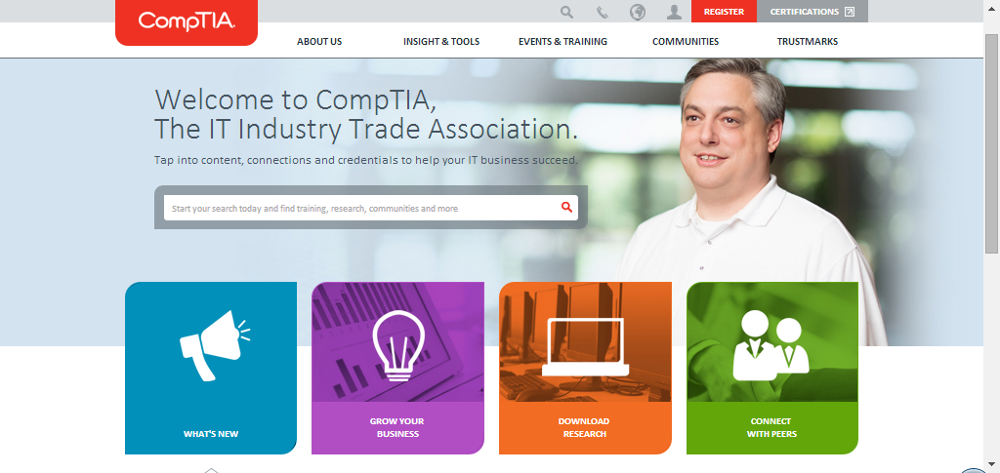 CompTIA.
REGISTER
CERTIFICATIONS
ABOUT US
INSIGHT & TOOLS
EVENTS & TRAINING
COMMUNITIES
TRUSTMARKS
Welcome to CompTIA,
The IT Industry Trade Association.
Tap into content, connections and credentials to help your IT business succeed.
Start your search today and find training, research, communities and more
WHAT'S NEW
GROW YOUR
BUSINESS
DOWNLOAD
RESEARCH
CONNECT
WITH PEERS